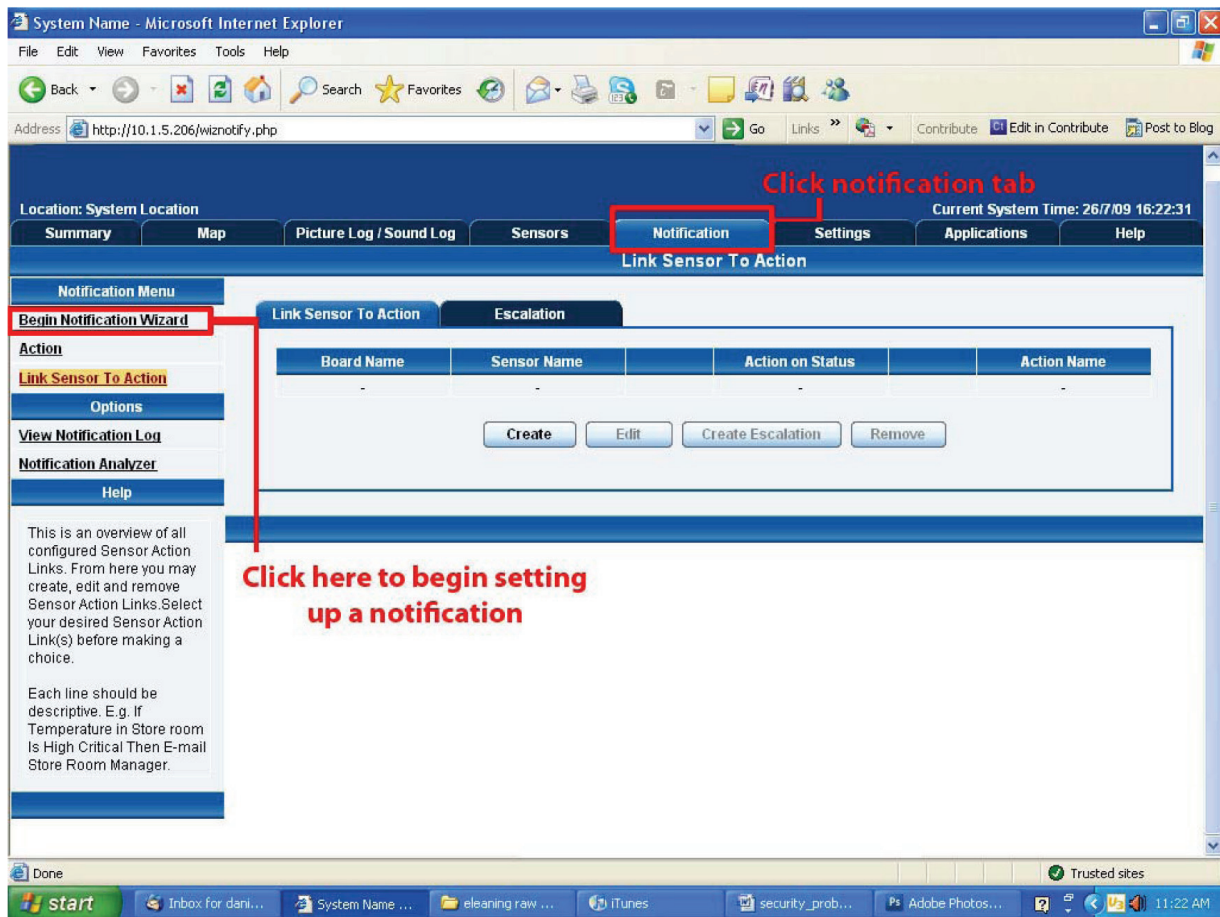 System Name - Microsoft Internet Explorer
File Edit View Favorites Tools Help
Back Search Favorites
Address http://10.1.5.206/wiznotify.php Go Links » Contribute Edit in Contribute Post to Blog
Click notification tab
Location: System Location Current System Time: 26/7/09 16:22:31
Summary Map Picture Log / Sound Log Sensors Notification Settings Applications Help
Link Sensor To Action
Notification Menu
Begin Notification Wizard
Action
Link Sensor To Action
Options
View Notification Log
Notification Analyzer
Help
This is an overview of all
configured Sensor Action
Links. From here you may
create, edit and remove
Sensor Action Links.Select
your desired Sensor Action
Link(s) before making a
choice.
Each line should be
descriptive. E.g. If
Temperature in Store room
Is High Critical Then E-mail
Store Room Manager.
Link Sensor To Action Escalation
Board Name Sensor Name Action on Status Action Name
- - - -
Create Edit Create Escalation Remove
Click here to begin setting
up a notification
Done Trusted sites
start Inbox for dani... System Name ... eleaning raw ... iTunes security_prob... Ps Adobe Photos... 11:22 AM